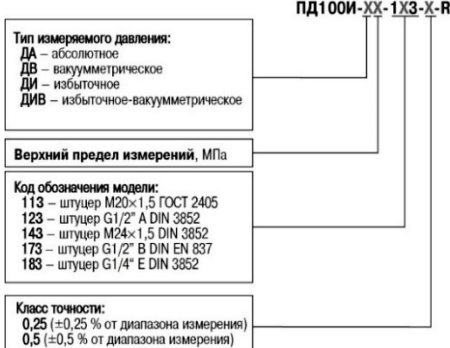 ПД100И-ХХ-1Х3-Х-R
Тип измеряемого давления:
ДА – абсолютное
ДВ – вакуумметрическое
ДИ – избыточное
ДИВ – избыточное-вакуумметрическое
Верхний предел измерений, МПа
Код обозначения модели:
113 – штуцер М20×1,5 ГОСТ 2405
123 – штуцер G1/2" A DIN 3852
143 – штуцер М24×1,5 DIN 3852
173 – штуцер G1/2" B DIN EN 837
183 – штуцер G1/4" E DIN 3852
Класс точности:
0,25 (±0,25 % от диапазона измерения)
0,5 (±0,5 % от диапазона измерения)